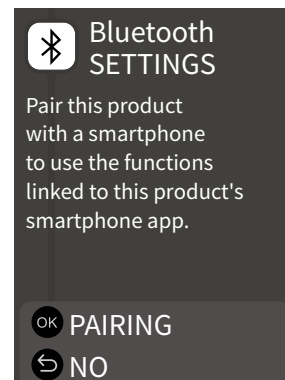 Bluetooth
SETTINGS
Pair this product
with a smartphone
to use the functions
linked to this product's
smartphone app.
OK PAIRING
NO